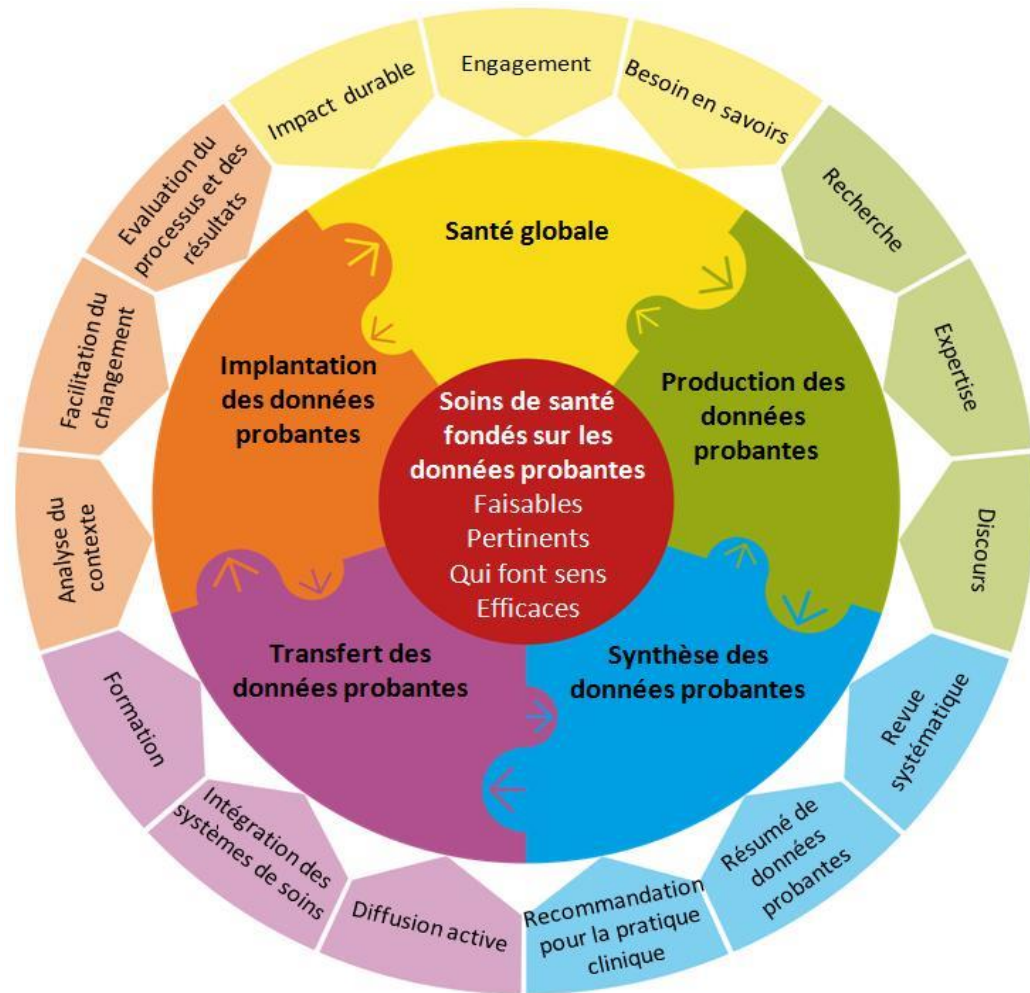 Engagement
Besoin en savoirs
Recherche
Expertise
Discours
Revue
systématique
Résumé de
données
probantes
Recommandation
pour la pratique
clinique
Diffusion active
Intégration des
systèmes de soins
Formation
Analyse du
contexte
Facilitation du
changement
Evaluation du
processus et des
résultats
Impact durable
Santé globale
Production des
données
probantes
Synthèse des
données probantes
Transfert des
données probantes
Implantation
des données
probantes
Soins de santé
fondés sur les
données probantes
Faisables
Pertinents
Qui font sens
Efficaces